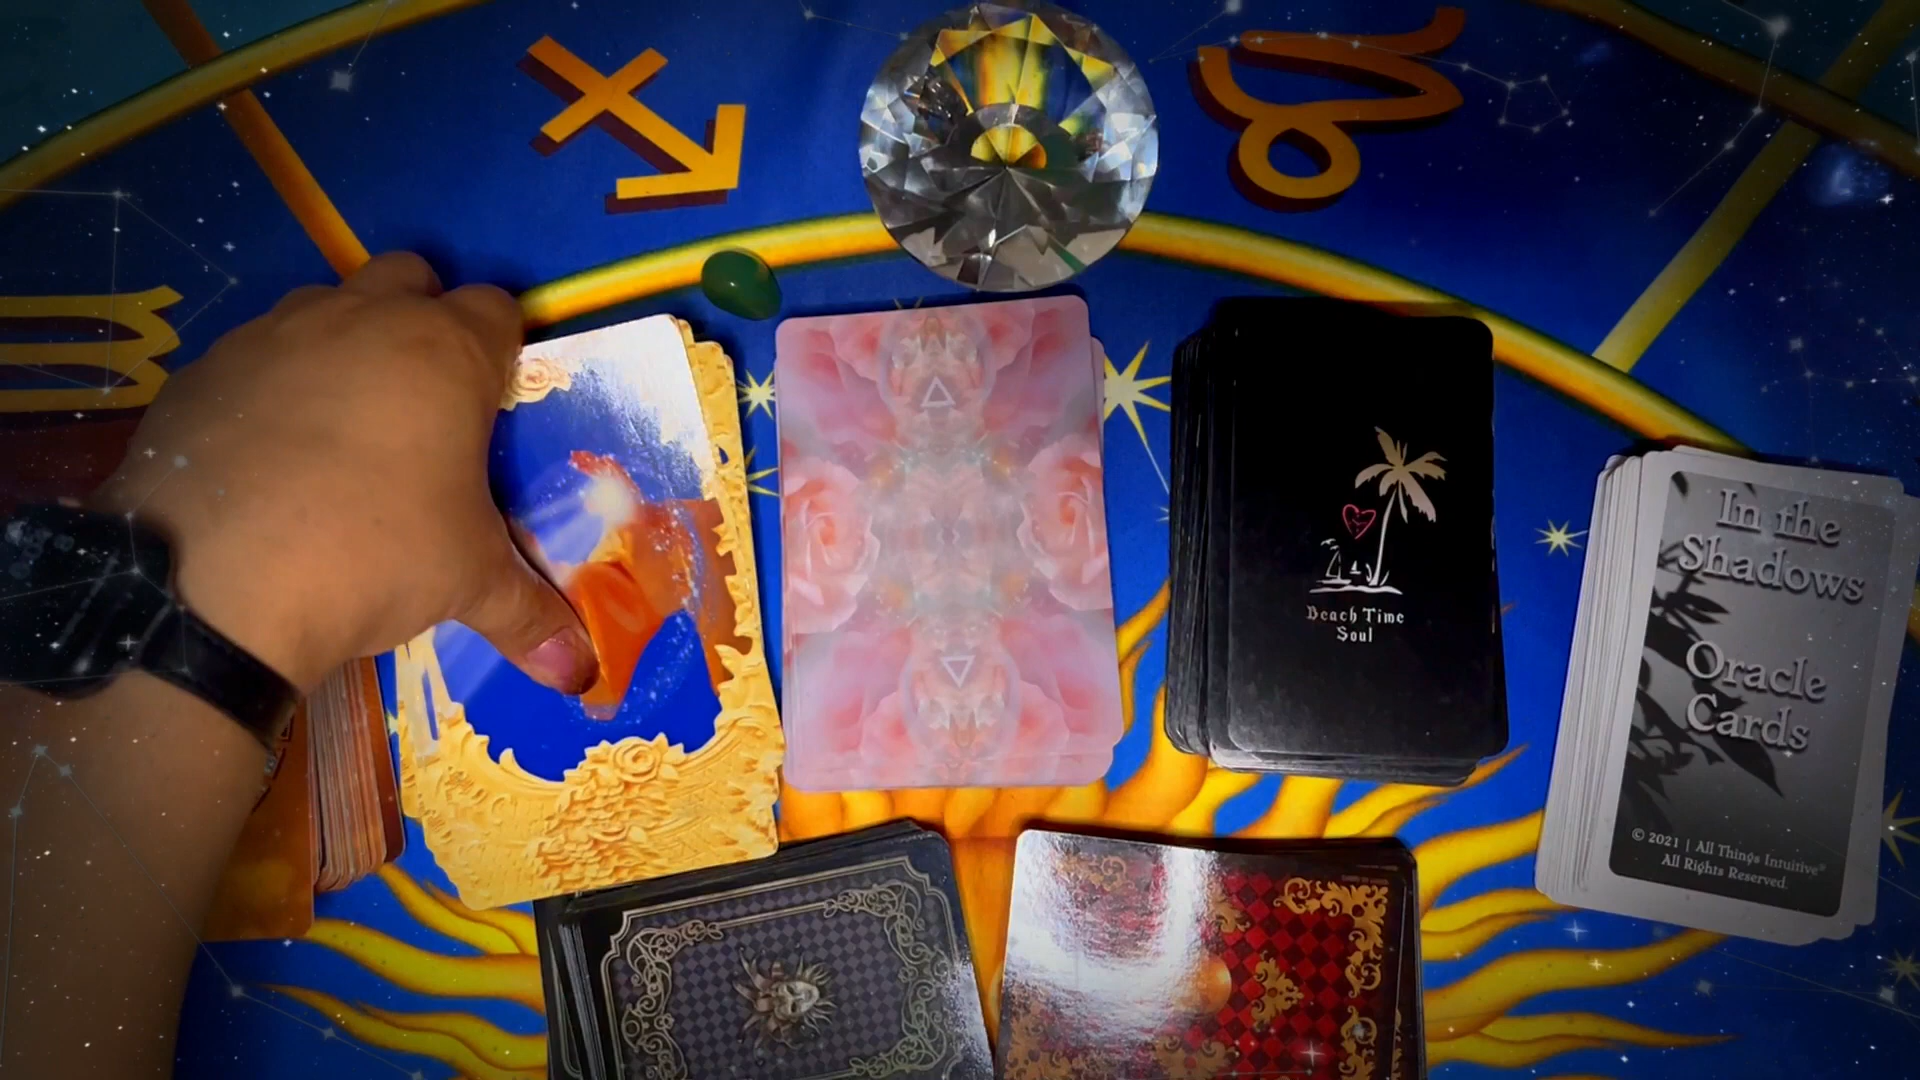 Beach Time
Soul
In the
Shadows
Oracle
Cards
© 2021 | All Things Intuitive®
All Rights Reserved.